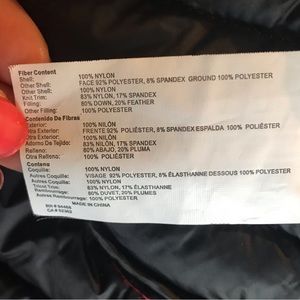 Fiber Content
Shell: 100% NYLON
Other Shell: FACE 92% POLYESTER, 8% SPANDEX GROUND 100% POLYESTER
Other Shell: 100% NYLON
Knit Trim: 83% NYLON, 17% SPANDEX
Filling: 80% DOWN, 20% FEATHER
Other Filling: 100% POLYESTER
Contenido De Fibras
Exterior: 100% NILÓN
Otra Exterior: FRENTE 92% POLIÉSTER, 8% SPANDEX ESPALDA 100% POLIÉSTER
Otra Exterior: 100% NILÓN
Adorno De Tejido: 83% NILÓN, 17% SPANDEX
Relleno: 80% ABAJO, 20% PLUMA
Otra Relleno: 100% POLIÉSTER
Contenu
Coquille: 100% NYLON
Autres Coquille: VISAGE 92% POLYESTER, 8% ÉLASTHANNE DESSOUS 100% POLYESTER
Autres Coquille: 100% NYLON
Tricot Trim: 83% NYLON, 17% ÉLASTHANNE
Rembourrage: 80% DUVET, 20% PLUMES
Autres Rembourrage: 100% POLYESTER
MADE IN CHINA